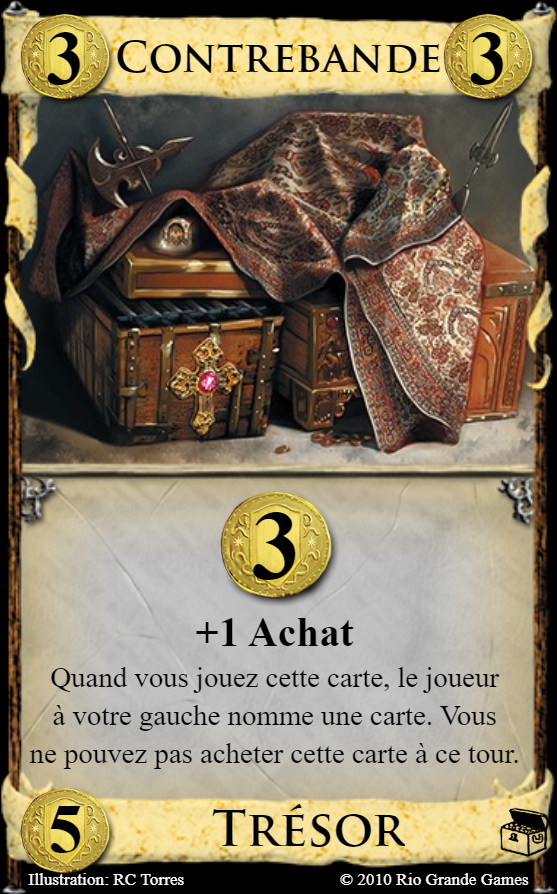 3 CONTREBANDE 3
3
+1 Achat
Quand vous jouez cette carte, le joueur
à votre gauche nomme une carte. Vous
ne pouvez pas acheter cette carte à ce tour.
5 TRÉSOR
Illustration: RC Torres © 2010 Rio Grande Games